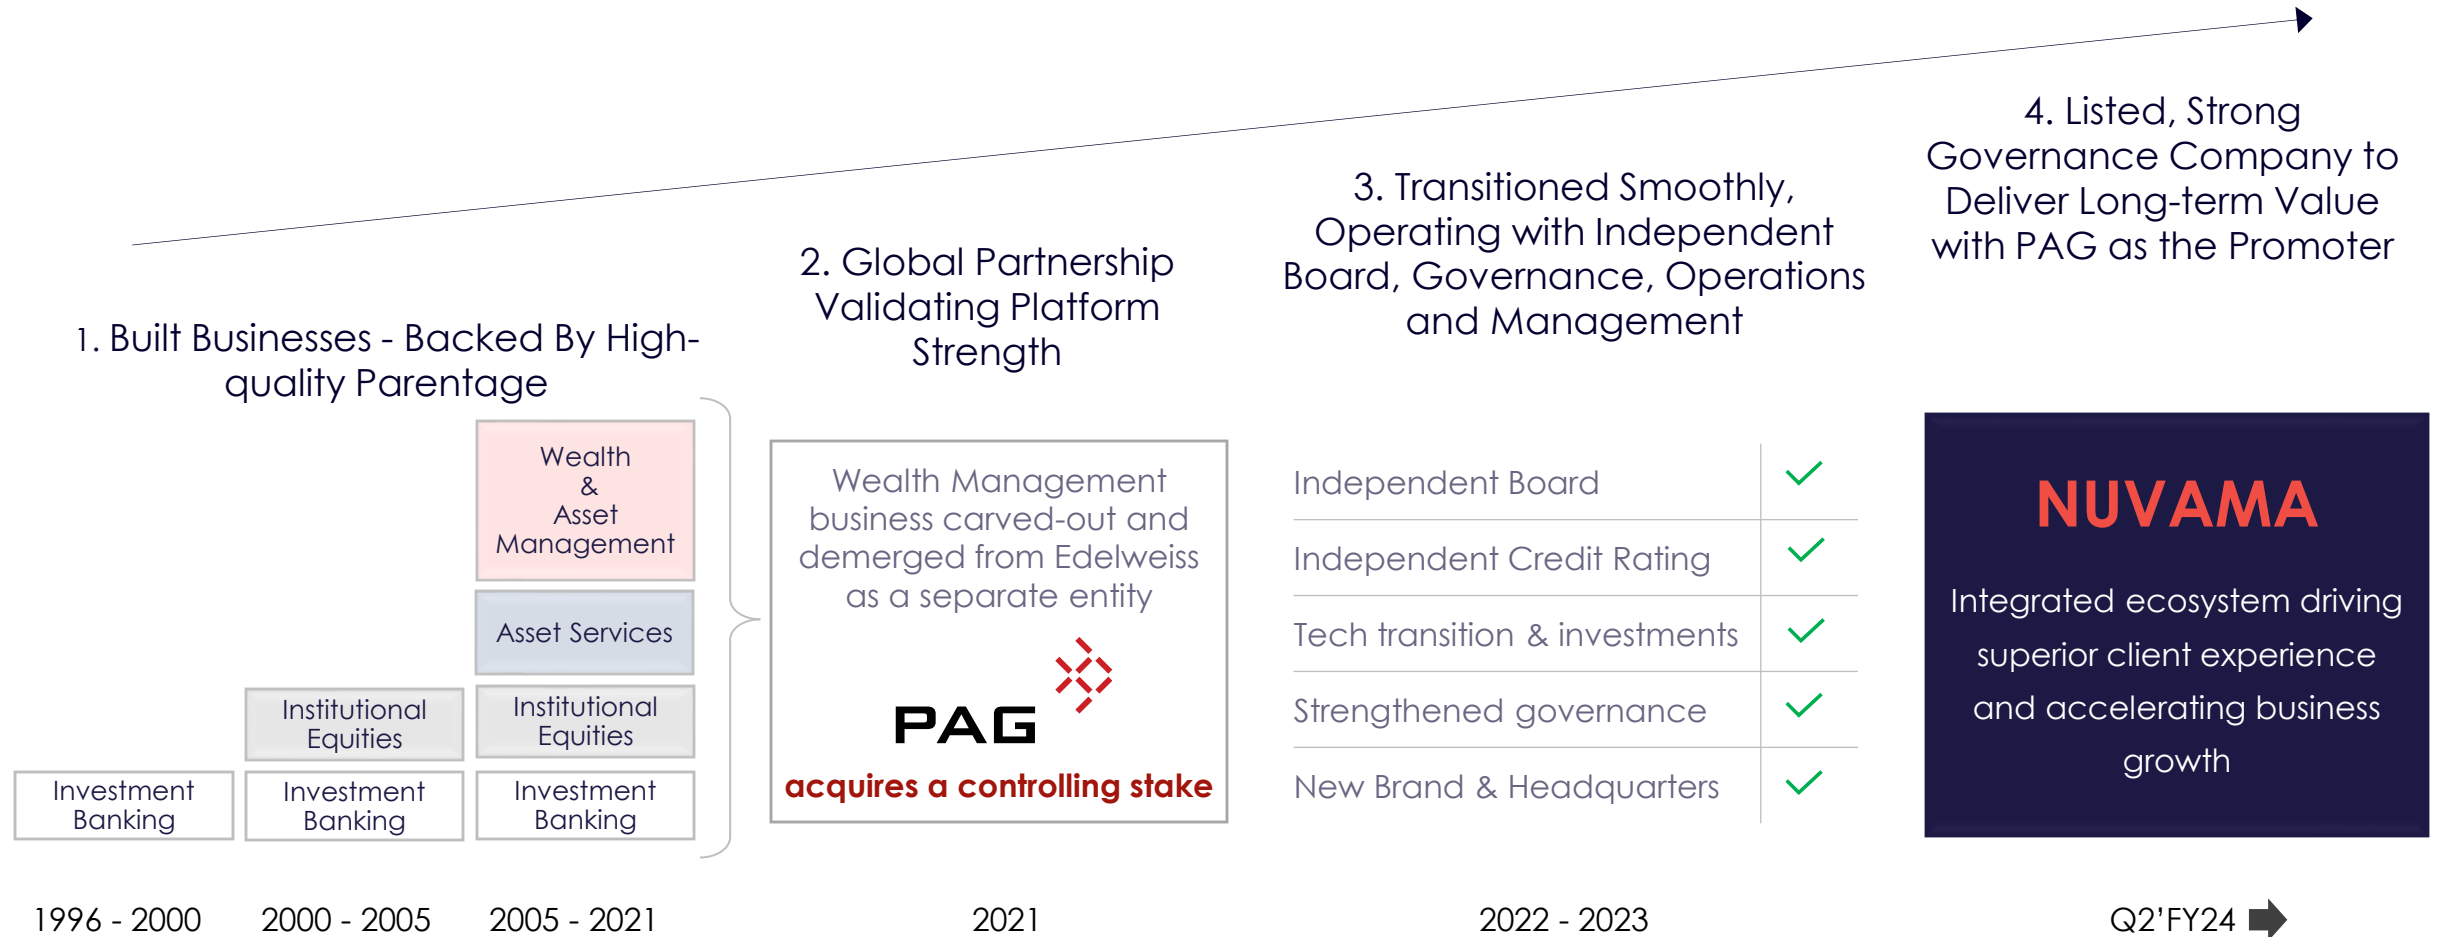 1. Built Businesses - Backed By High-
quality Parentage
Wealth
&
Asset
Management
Asset Services
Institutional
Equities
Institutional
Equities
Investment
Banking
Investment
Banking
Investment
Banking
1996 - 2000
2000 - 2005
2005 - 2021
2. Global Partnership
Validating Platform
Strength
Wealth Management
business carved-out and
demerged from Edelweiss
as a separate entity
PAG
acquires a controlling stake
2021
3. Transitioned Smoothly,
Operating with Independent
Board, Governance, Operations
and Management
Independent Board
Independent Credit Rating
Tech transition & investments
Strengthened governance
New Brand & Headquarters
2022 - 2023
4. Listed, Strong
Governance Company to
Deliver Long-term Value
with PAG as the Promoter
NUVAMA
Integrated ecosystem driving
superior client experience
and accelerating business
growth
Q2’FY24